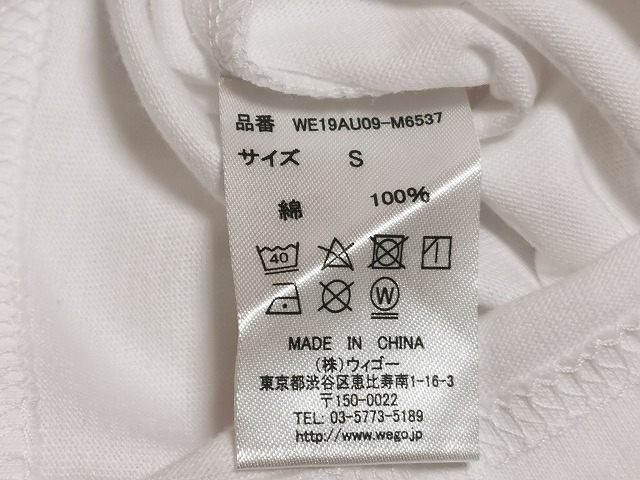 品番 WE19AU09-M6537
サイズ S
綿 100%
40
W
MADE IN CHINA
(株)ウィゴー
東京都渋谷区恵比寿南1-16-3
〒150-0022
TEL: 03-5773-5189
http://www.wego.jp